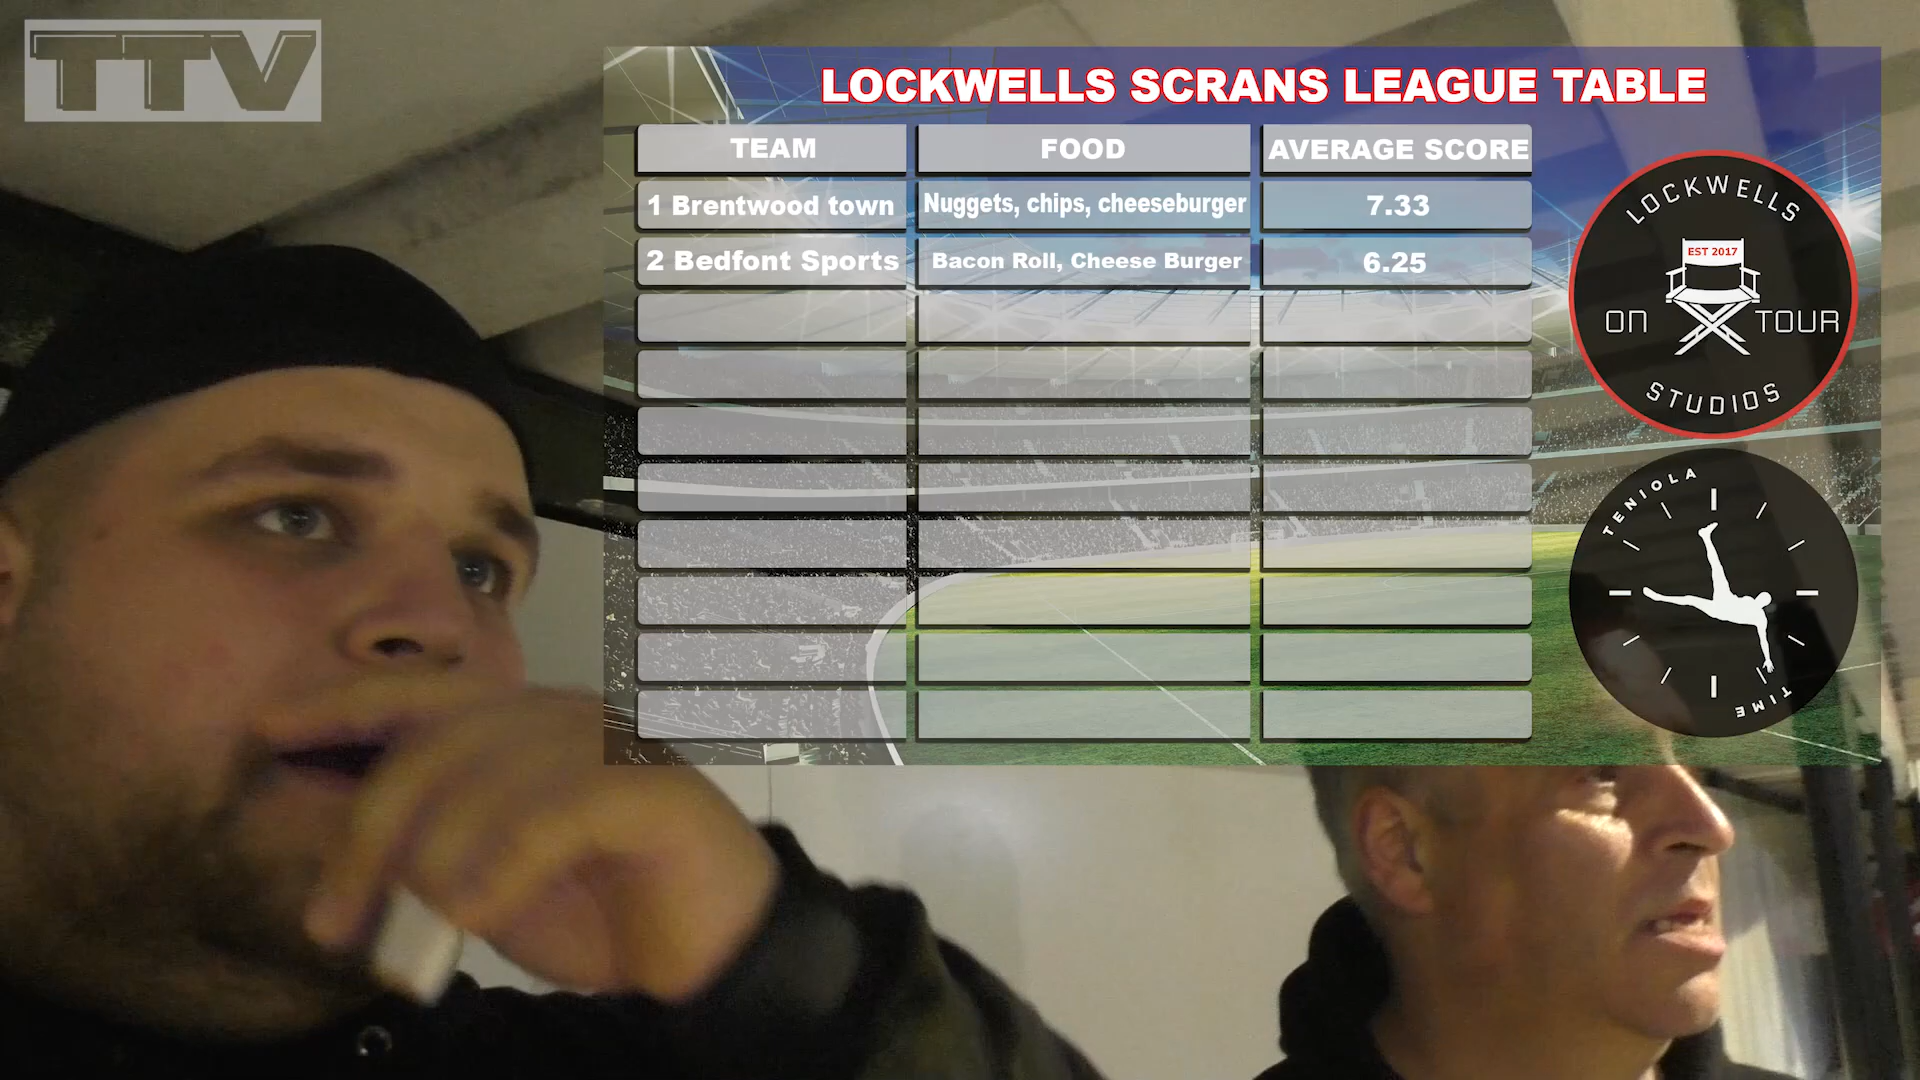 TTV
LOCKWELLS SCRANS LEAGUE TABLE
TEAM FOOD AVERAGE SCORE
1 Brentwood town Nuggets, chips, cheeseburger 7.33
2 Bedfont Sports Bacon Roll, Cheese Burger 6.25
LOCKWELLS
EST 2017
ON TOUR
STUDIOS
TENIOLA
TIME